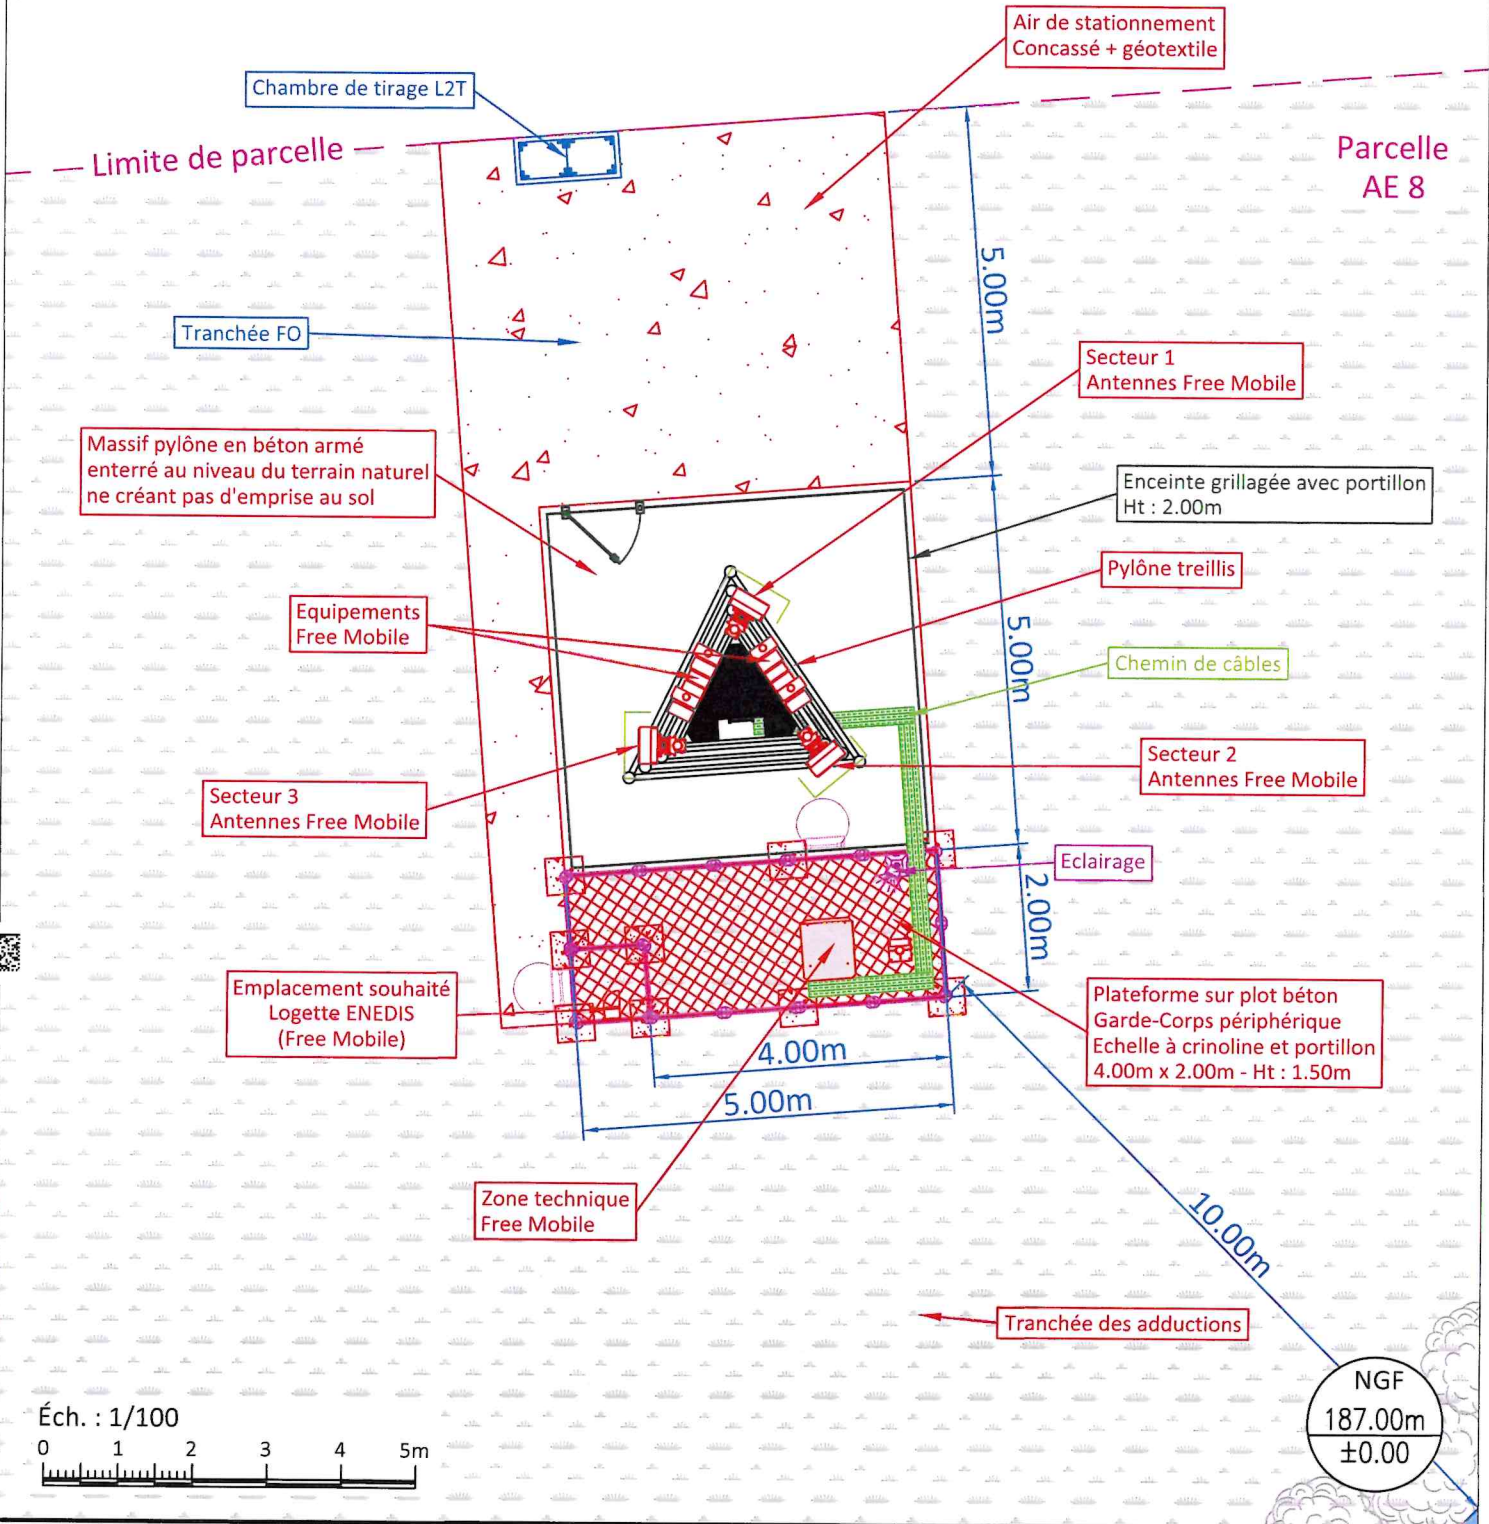 Air de stationnement
Concassé + géotextile
Chambre de tirage L2T
Limite de parcelle
Parcelle
AE 8
5.00m
Tranchée FO
Secteur 1
Antennes Free Mobile
Massif pylône en béton armé
enterré au niveau du terrain naturel
ne créant pas d'emprise au sol
Enceinte grillagée avec portillon
Ht : 2.00m
Pylône treillis
Equipements
Free Mobile
5.00m
Chemin de câbles
Secteur 2
Antennes Free Mobile
Secteur 3
Antennes Free Mobile
Eclairage
2.00m
Emplacement souhaité
Logette ENEDIS
(Free Mobile)
Plateforme sur plot béton
Garde-Corps périphérique
Echelle à crinoline et portillon
4.00m x 2.00m - Ht : 1.50m
4.00m
5.00m
Zone technique
Free Mobile
10.00m
Tranchée des adductions
NGF
187.00m
±0.00
Éch. : 1/100
0 1 2 3 4 5m